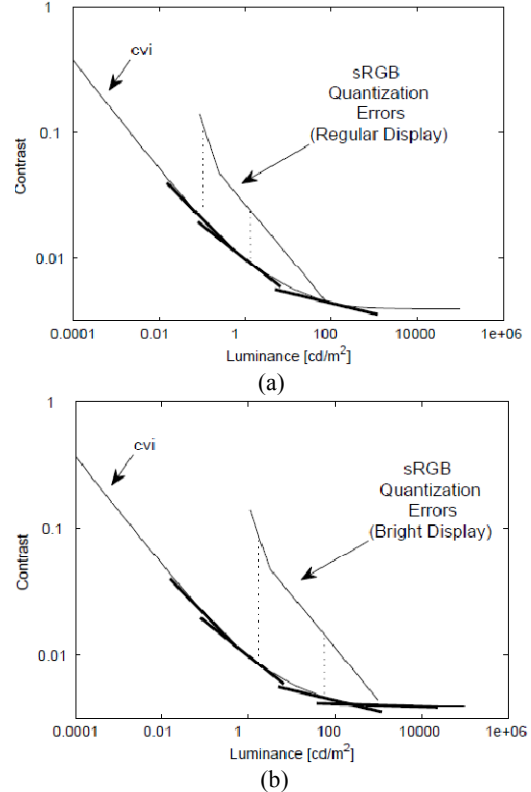 1
cvi
sRGB
Quantization
Errors
(Regular Display)
0.1
Contrast
0.01
0.0001 0.01 1 100 10000 1e+06
Luminance [cd/m²]
(a)
1
cvi
sRGB
Quantization
Errors
(Bright Display)
0.1
Contrast
0.01
0.0001 0.01 1 100 10000 1e+06
Luminance [cd/m²]
(b)